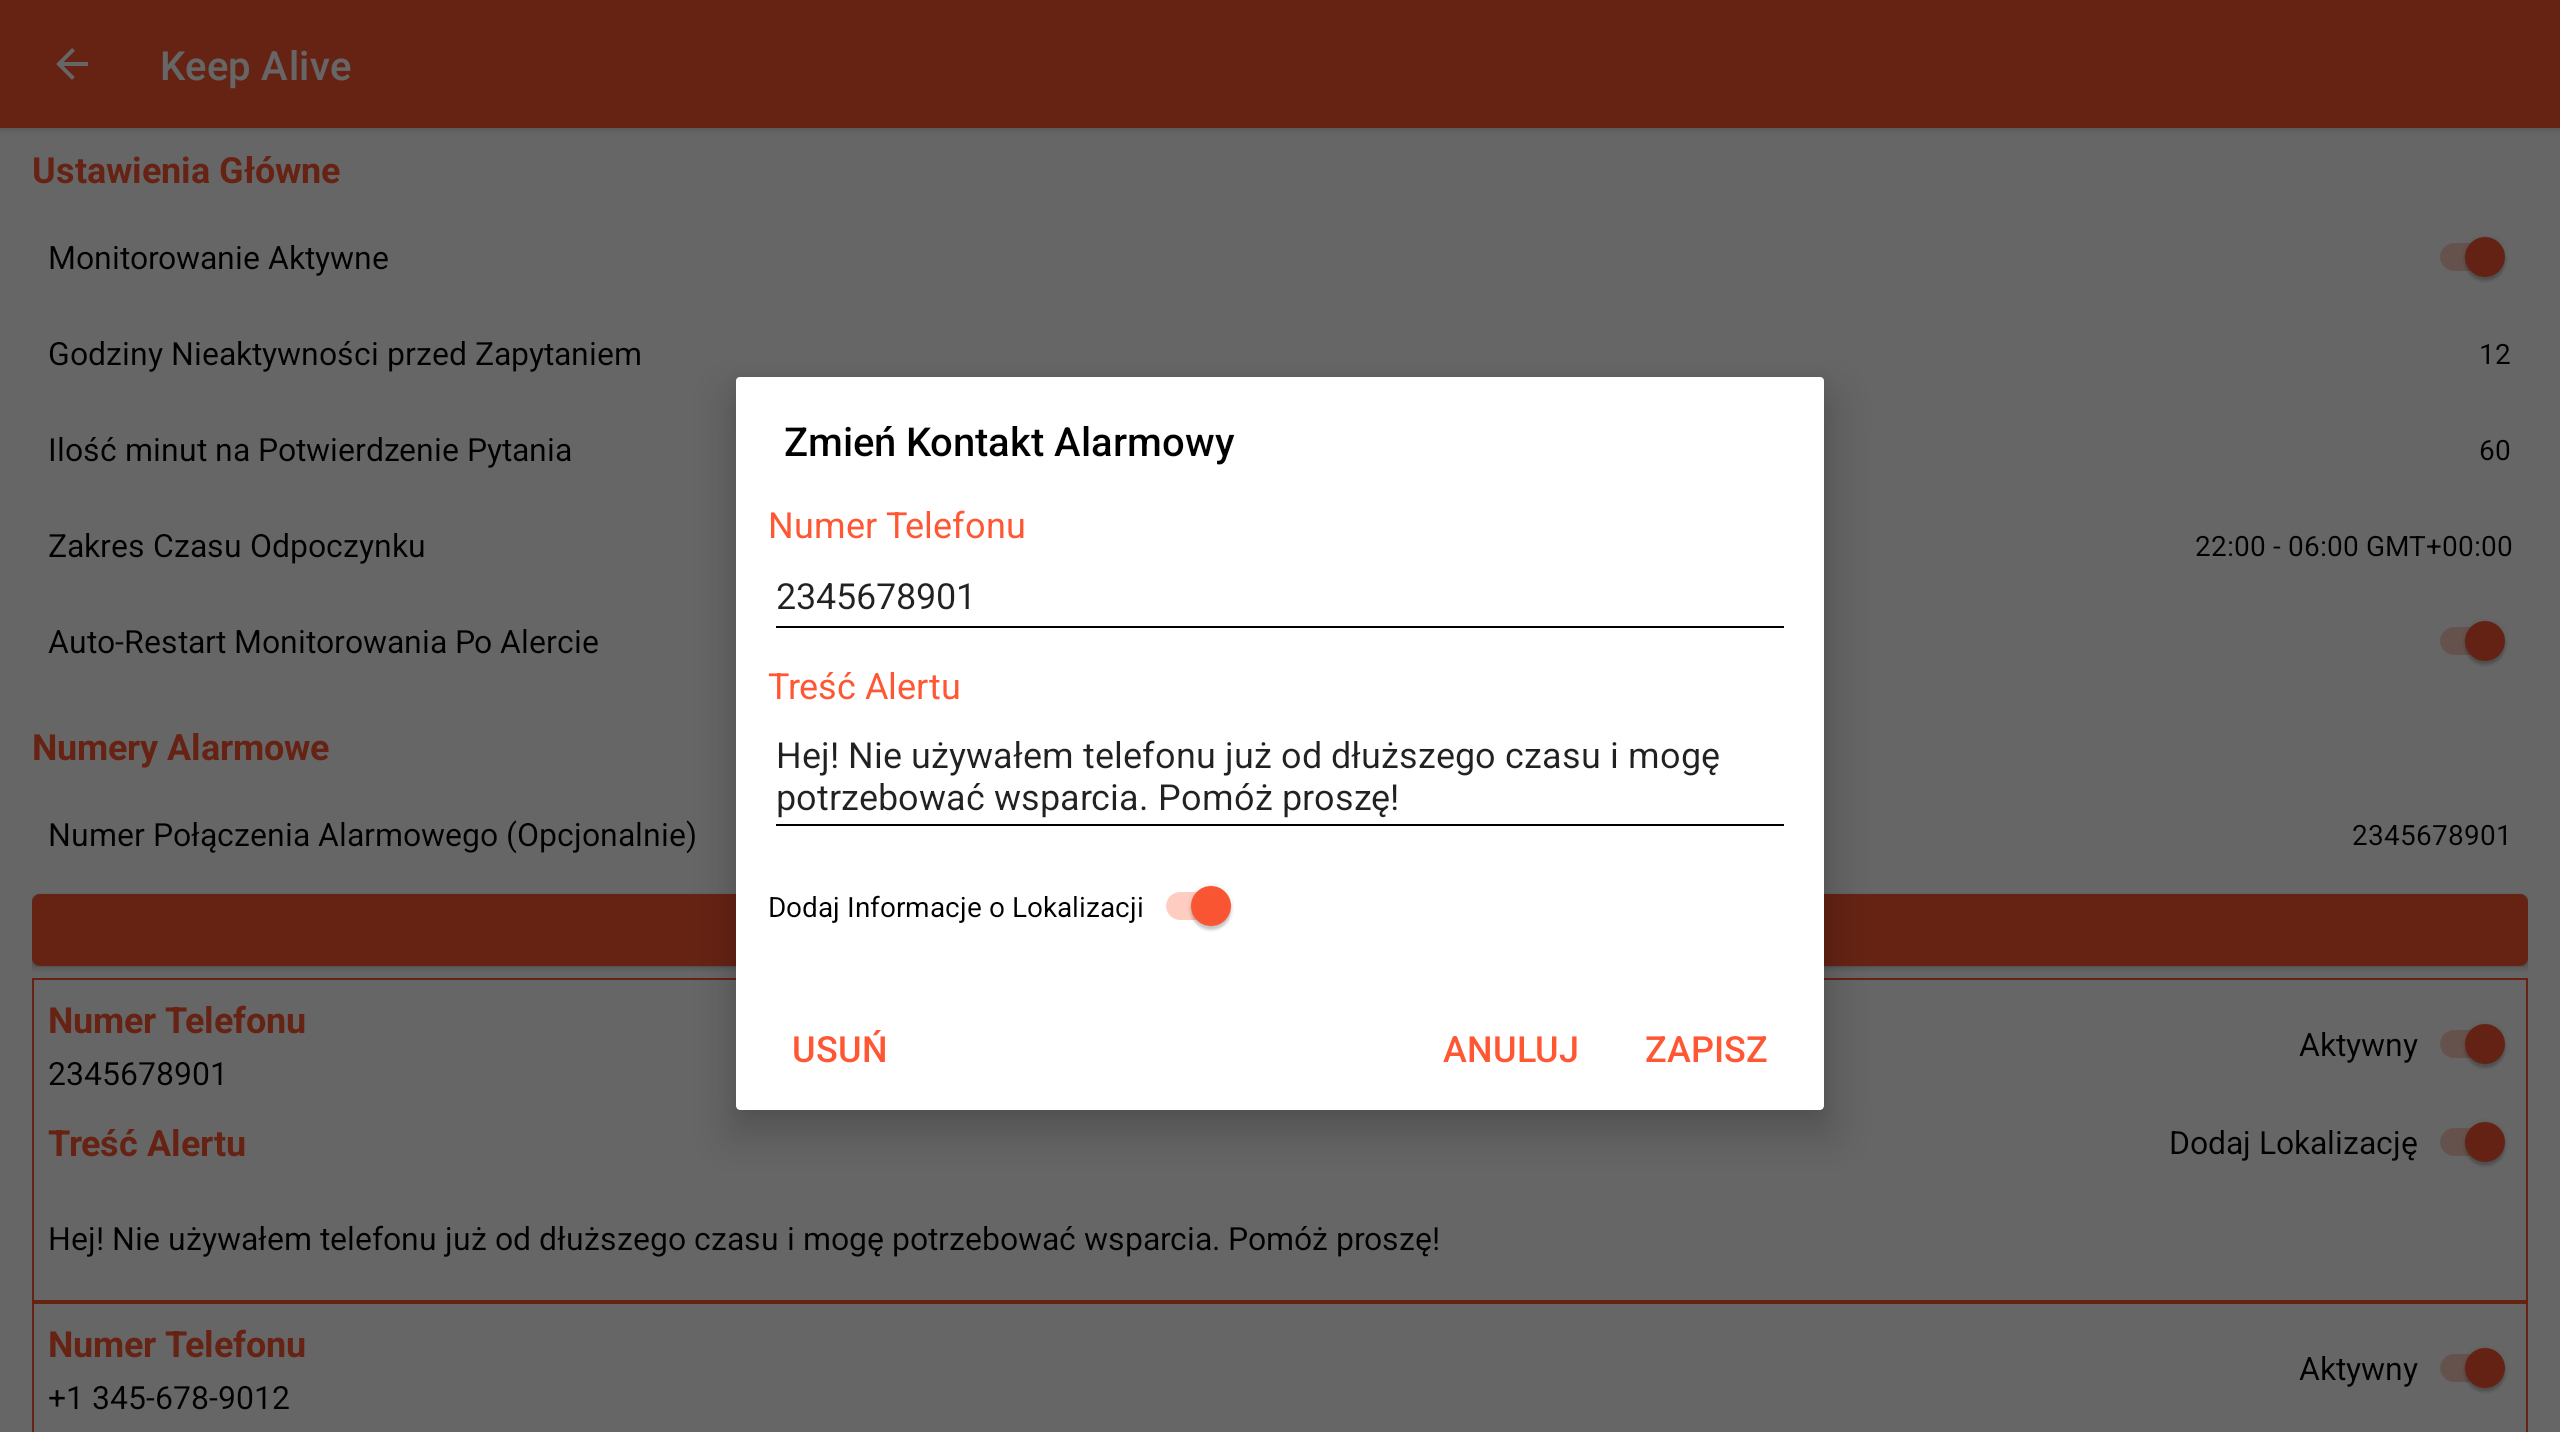 Keep Alive
Ustawienia Główne
Monitorowanie Aktywne
Godziny Nieaktywności przed Zapytaniem
12
Ilość minut na Potwierdzenie Pytania
60
Zakres Czasu Odpoczynku
22:00 - 06:00 GMT+00:00
Auto-Restart Monitorowania Po Alercie
Numery Alarmowe
Numer Połączenia Alarmowego (Opcjonalnie)
2345678901
Zmień Kontakt Alarmowy
Numer Telefonu
2345678901
Treść Alertu
Hej! Nie używałem telefonu już od dłuższego czasu i mogę
potrzebować wsparcia. Pomóż proszę!
Dodaj Informacje o Lokalizacji
USUŃ
ANULUJ
ZAPISZ
Numer Telefonu
2345678901
Aktywny
Treść Alertu
Dodaj Lokalizację
Hej! Nie używałem telefonu już od dłuższego czasu i mogę potrzebować wsparcia. Pomóż proszę!
Numer Telefonu
+1 345-678-9012
Aktywny